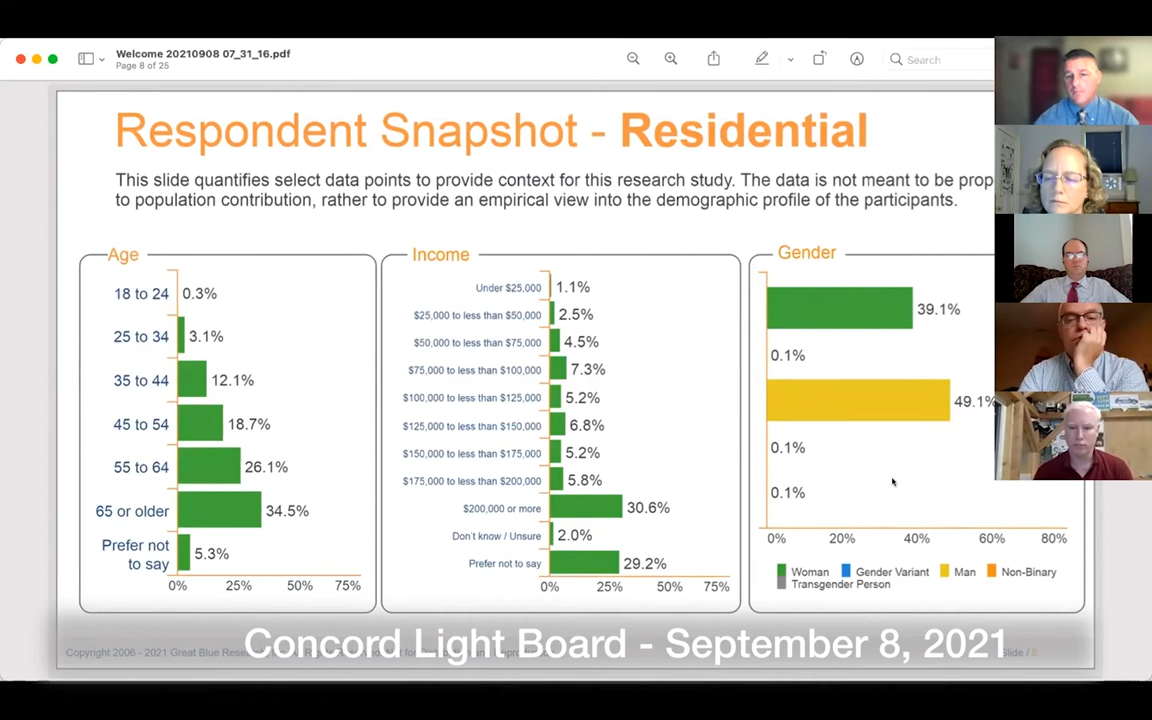 Welcome 20210908 07_31_16.pdf
Page 8 of 25
Search
Respondent Snapshot - Residential
This slide quantifies select data points to provide context for this research study. The data is not meant to be
to population contribution, rather to provide an empirical view into the demographic profile of the participants.
Age
18 to 24 0.3%
25 to 34 3.1%
35 to 44 12.1%
45 to 54 18.7%
55 to 64 26.1%
65 or older 34.5%
Prefer not
to say 5.3%
0% 25% 50% 75%
Income
Under $25,000 1.1%
$25,000 to less than $50,000 2.5%
$50,000 to less than $75,000 4.5%
$75,000 to less than $100,000 7.3%
$100,000 to less than $125,000 5.2%
$125,000 to less than $150,000 6.8%
$150,000 to less than $175,000 5.2%
$175,000 to less than $200,000 5.8%
$200,000 or more 30.6%
Don't know / Unsure 2.0%
Prefer not to say 29.2%
0% 25% 50% 75%
Gender
39.1%
0.1%
49.1%
0.1%
0.1%
0% 20% 40% 60% 80%
Woman Gender Variant Man Non-Binary
Transgender Person
Concord Light Board - September 8, 2021
Copyright 2006 - 2021 Great Blue
Slide / 8